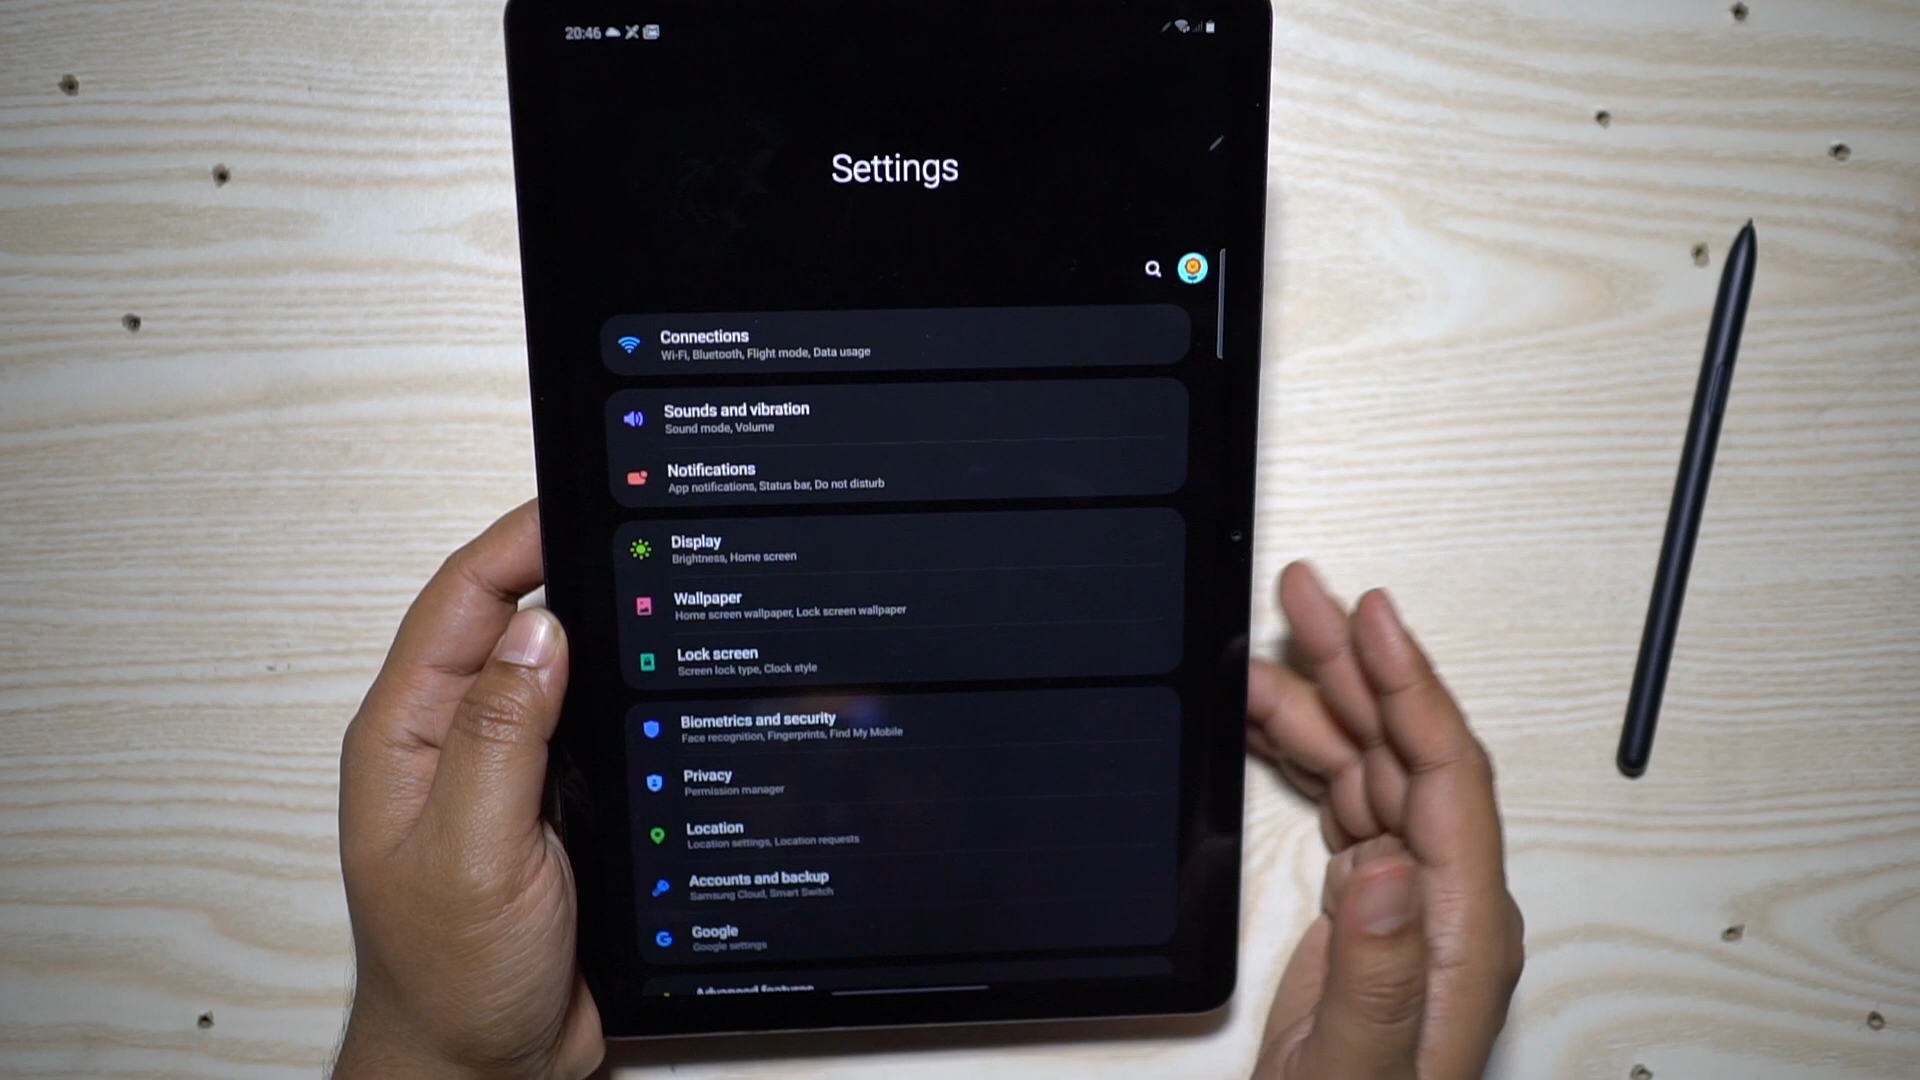 20:46
Settings
Connections
Wi-Fi, Bluetooth, Flight mode, Data usage
Sounds and vibration
Sound mode, Volume
Notifications
App notifications, Status bar, Do not disturb
Display
Brightness, Home screen
Wallpaper
Home screen wallpaper, Lock screen wallpaper
Lock screen
Screen lock type, Clock style
Biometrics and security
Face recognition, Fingerprints, Find My Mobile
Privacy
Permission manager
Location
Location settings, Location requests
Accounts and backup
Samsung Cloud, Smart Switch
Google
Google settings
Advanced features